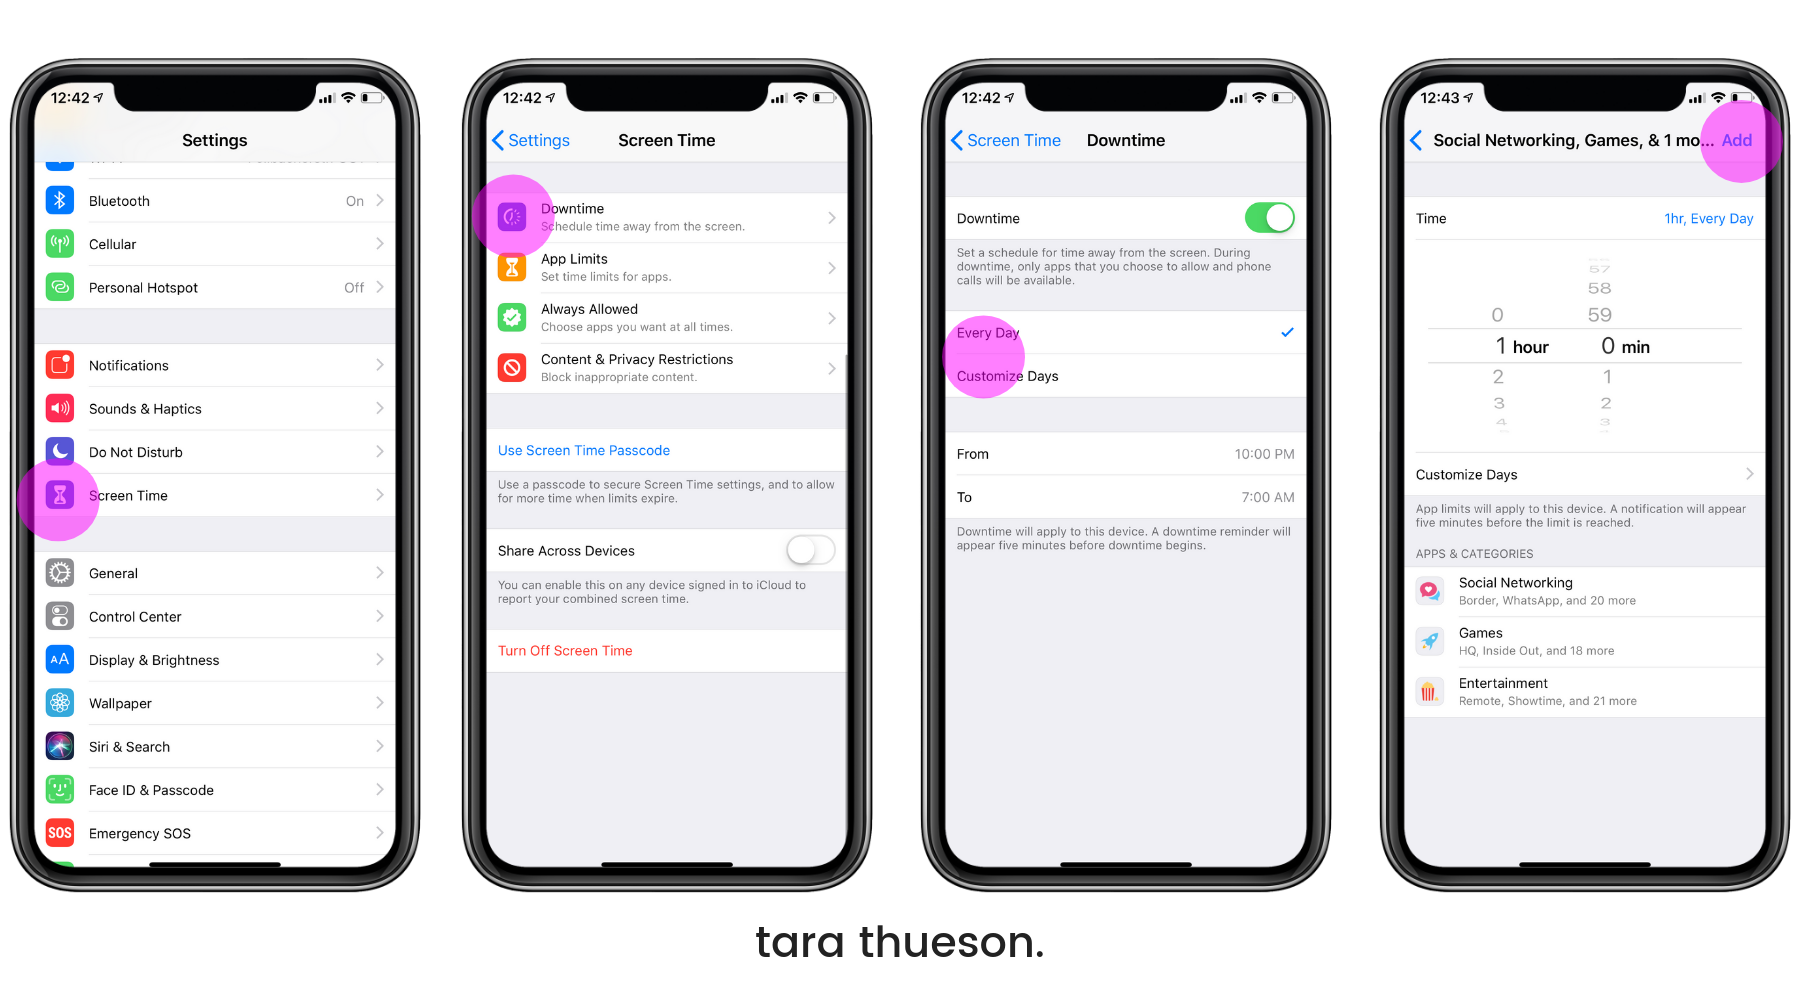 12:42
Settings
Bluetooth On
Cellular
Personal Hotspot Off
Notifications
Sounds & Haptics
Do Not Disturb
Screen Time
General
Control Center
AA Display & Brightness
Wallpaper
Siri & Search
Face ID & Passcode
SOS Emergency SOS
12:42
Settings Screen Time
Downtime
Schedule time away from the screen.
App Limits
Set time limits for apps.
Always Allowed
Choose apps you want at all times.
Content & Privacy Restrictions
Block inappropriate content.
Use Screen Time Passcode
Use a passcode to secure Screen Time settings, and to allow
for more time when limits expire.
Share Across Devices
You can enable this on any device signed in to iCloud to
report your combined screen time.
Turn Off Screen Time
12:42
Screen Time Downtime
Downtime
Set a schedule for time away from the screen. During
downtime, only apps that you choose to allow and phone
calls will be available.
Every Day
Customize Days
From 10:00 PM
To 7:00 AM
Downtime will apply to this device. A downtime reminder will
appear five minutes before downtime begins.
12:43
Social Networking, Games, & 1 mo... Add
Time 1hr, Every Day
57
58
0 59
1 hour 0 min
2 1
3 2
4 3
Customize Days
App limits will apply to this device. A notification will appear
five minutes before the limit is reached.
APPS & CATEGORIES
Social Networking
Border, WhatsApp, and 20 more
Games
HQ, Inside Out, and 18 more
Entertainment
Remote, Showtime, and 21 more
tara thueson.